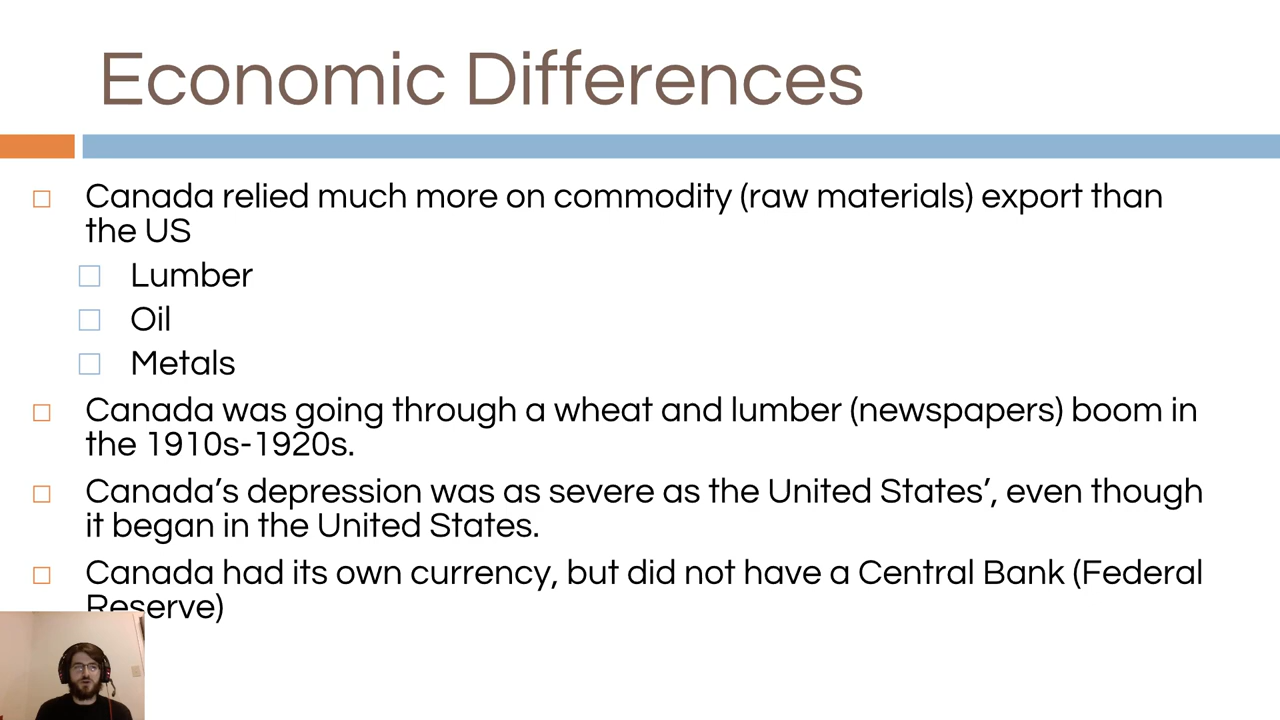 Economic Differences
Canada relied much more on commodity (raw materials) export than
the US
Lumber
Oil
Metals
Canada was going through a wheat and lumber (newspapers) boom in
the 1910s-1920s.
Canada’s depression was as severe as the United States’, even though
it began in the United States.
Canada had its own currency, but did not have a Central Bank (Federal
Reserve)